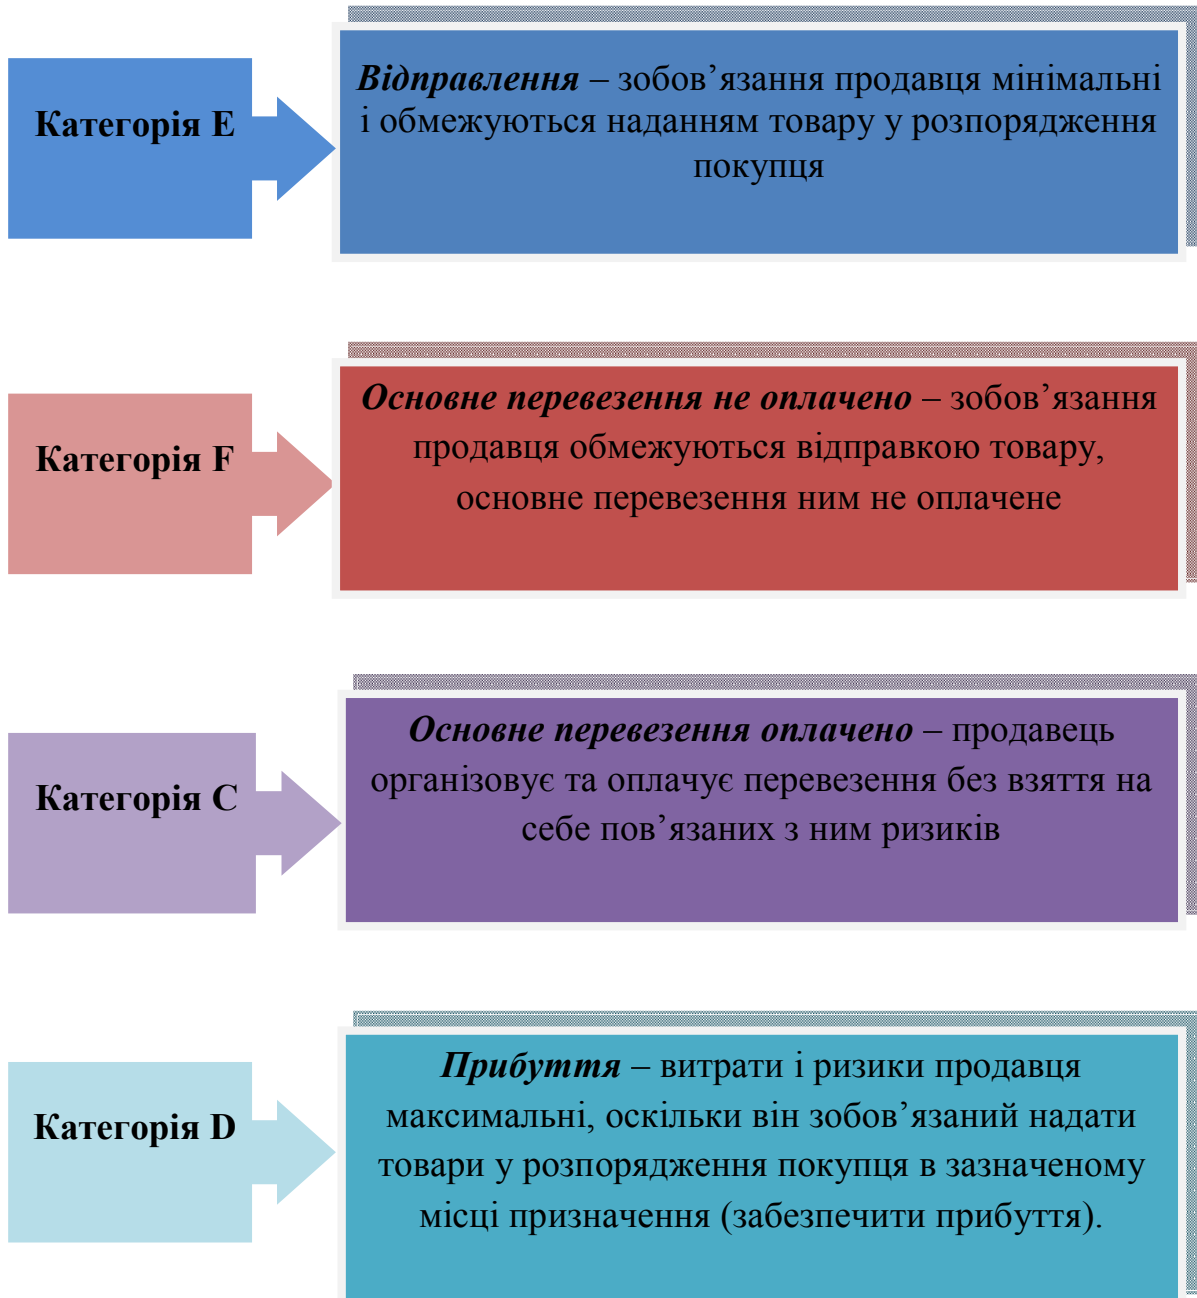 Категорія Е
Відправлення – зобов’язання продавця мінімальні
і обмежуються наданням товару у розпорядження
покупця
Категорія F
Основне перевезення не оплачено – зобов’язання
продавця обмежуються відправкою товару,
основне перевезення ним не оплачене
Категорія С
Основне перевезення оплачено – продавець
організовує та оплачує перевезення без взяття на
себе пов’язаних з ним ризиків
Категорія D
Прибуття – витрати і ризики продавця
максимальні, оскільки він зобов’язаний надати
товари у розпорядження покупця в зазначеному
місці призначення (забезпечити прибуття).